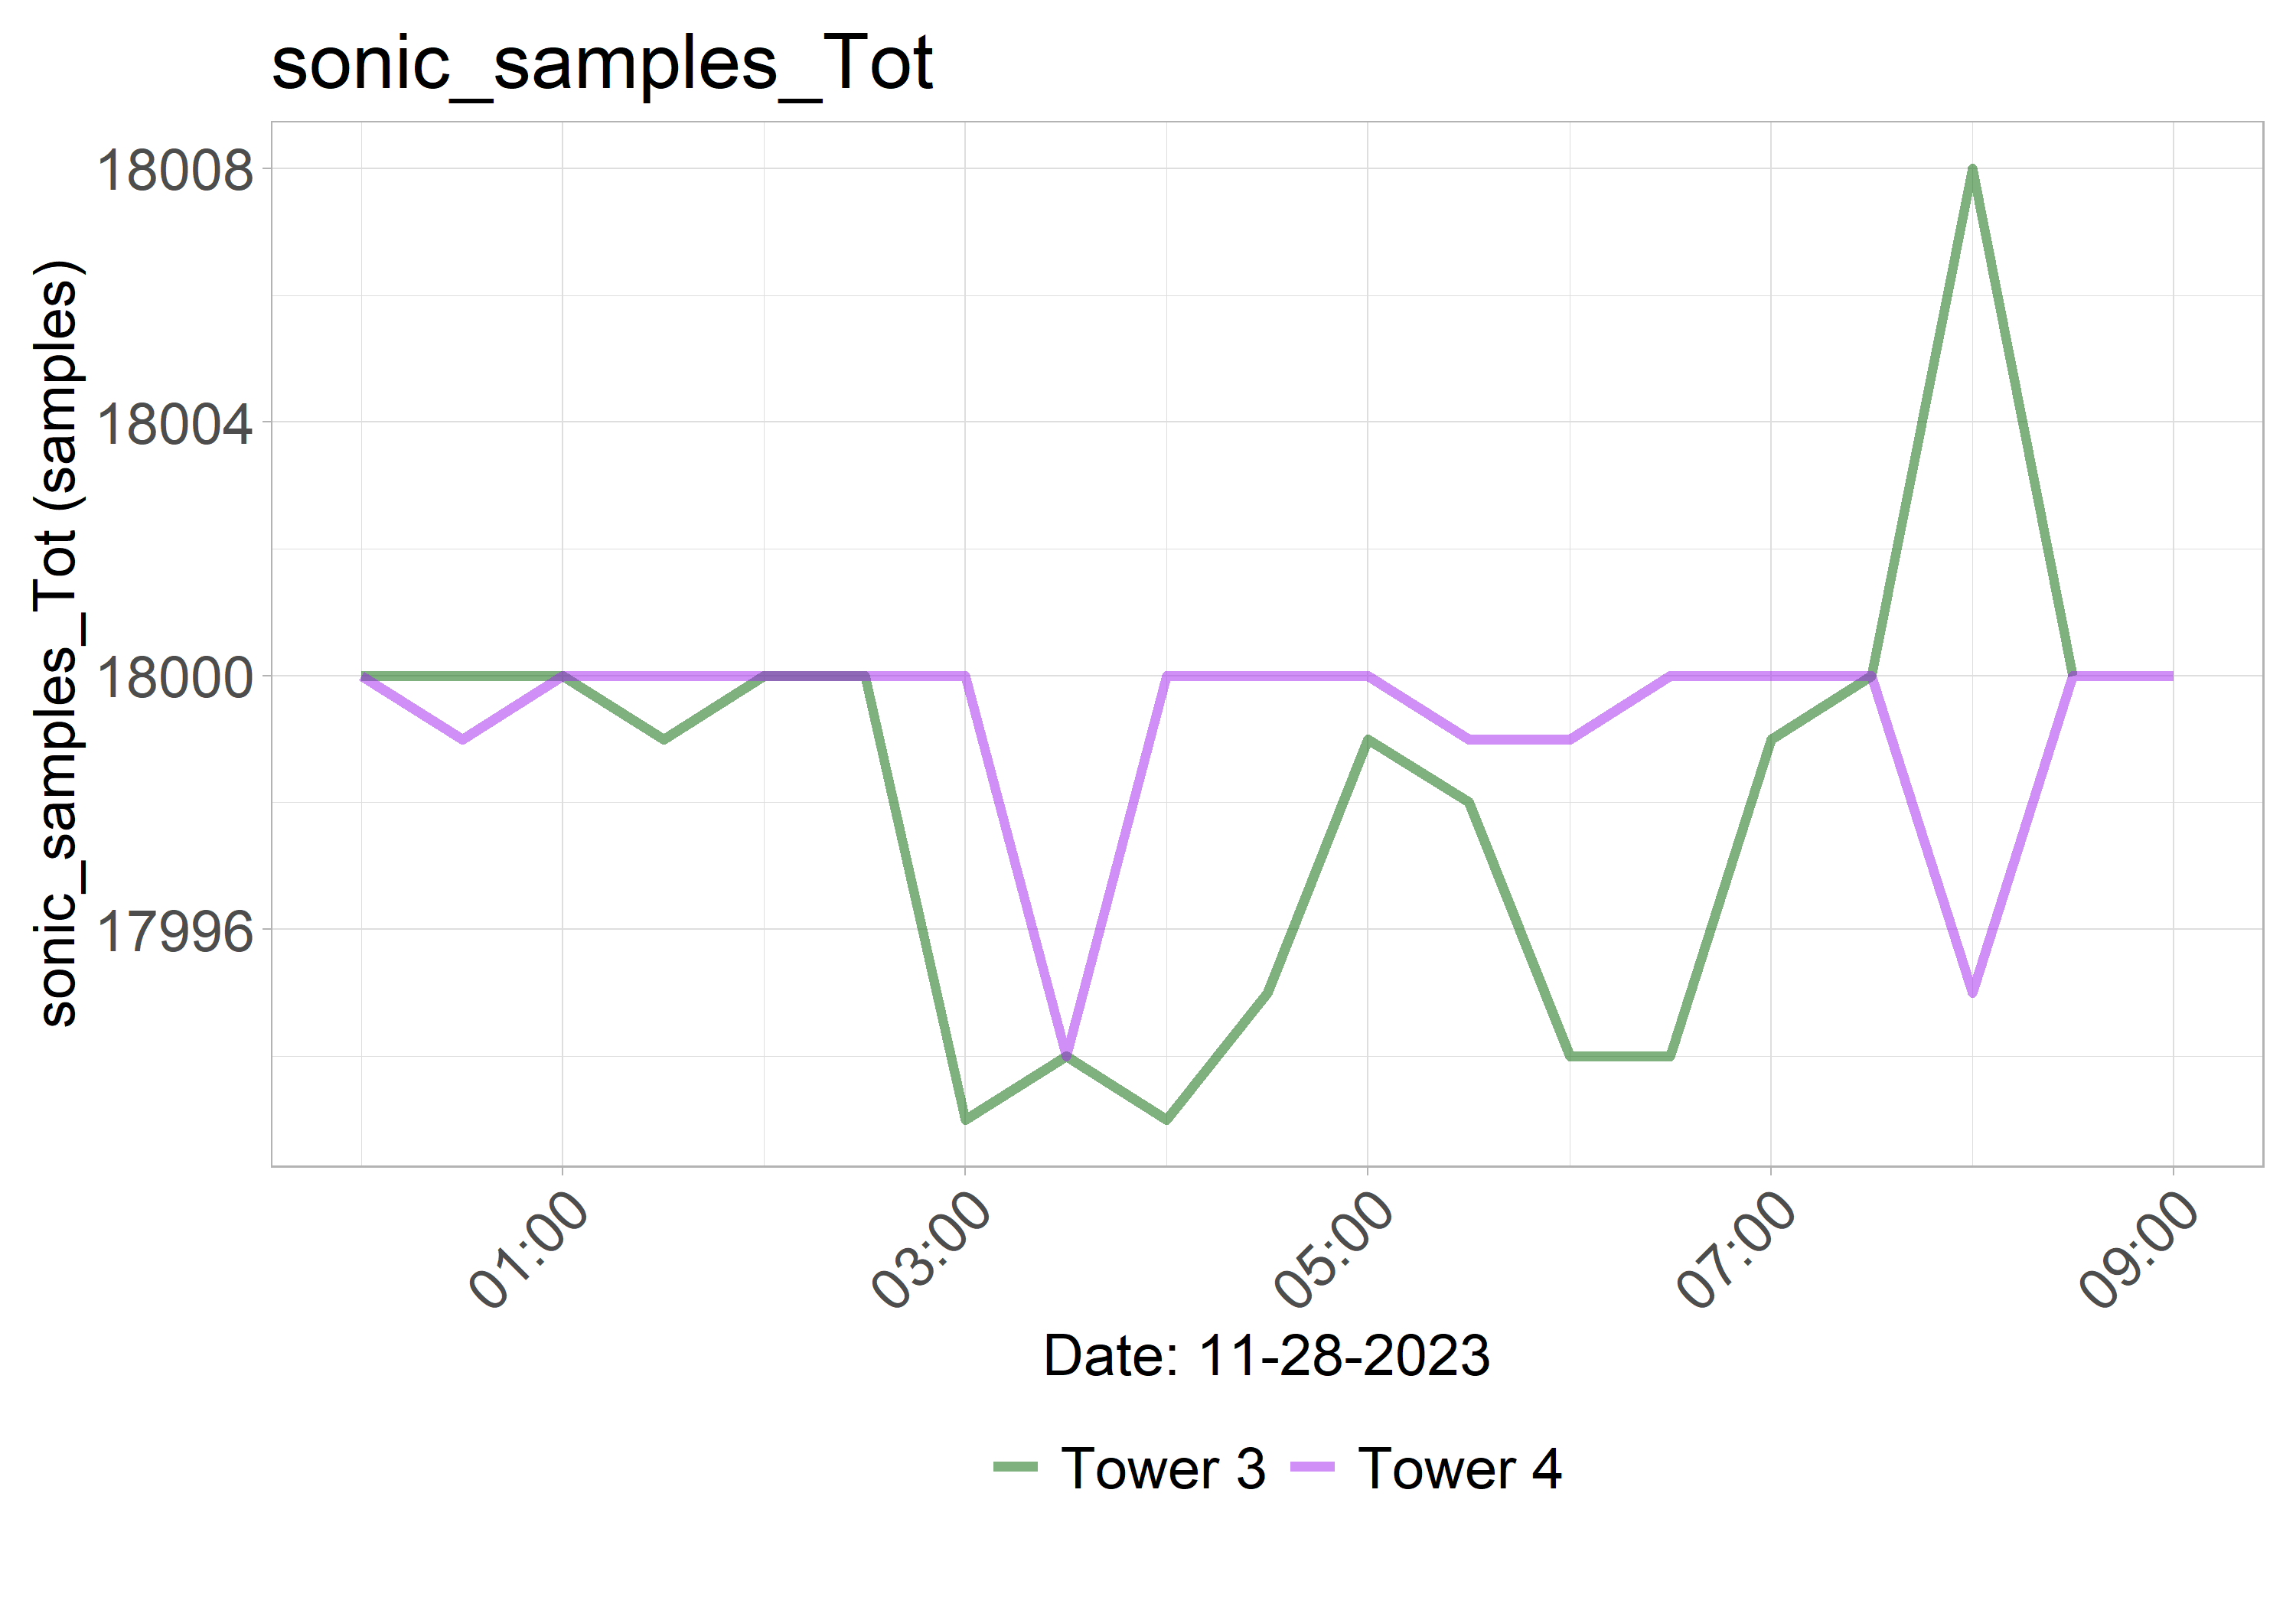 sonic_samples_Tot
sonic_samples_Tot (samples)
18008
18004
18000
17996
01:00
03:00
05:00
07:00
09:00
Date: 11-28-2023
Tower 3
Tower 4